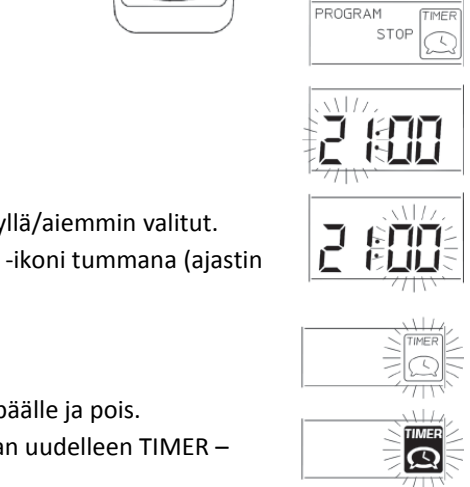 PROGRAM TIMER
STOP
21:00
yllä/aiemmin valitut.
21:00
-ikoni tummana (ajastin
TIMER
päälle ja pois.
TIMER
an uudelleen TIMER –